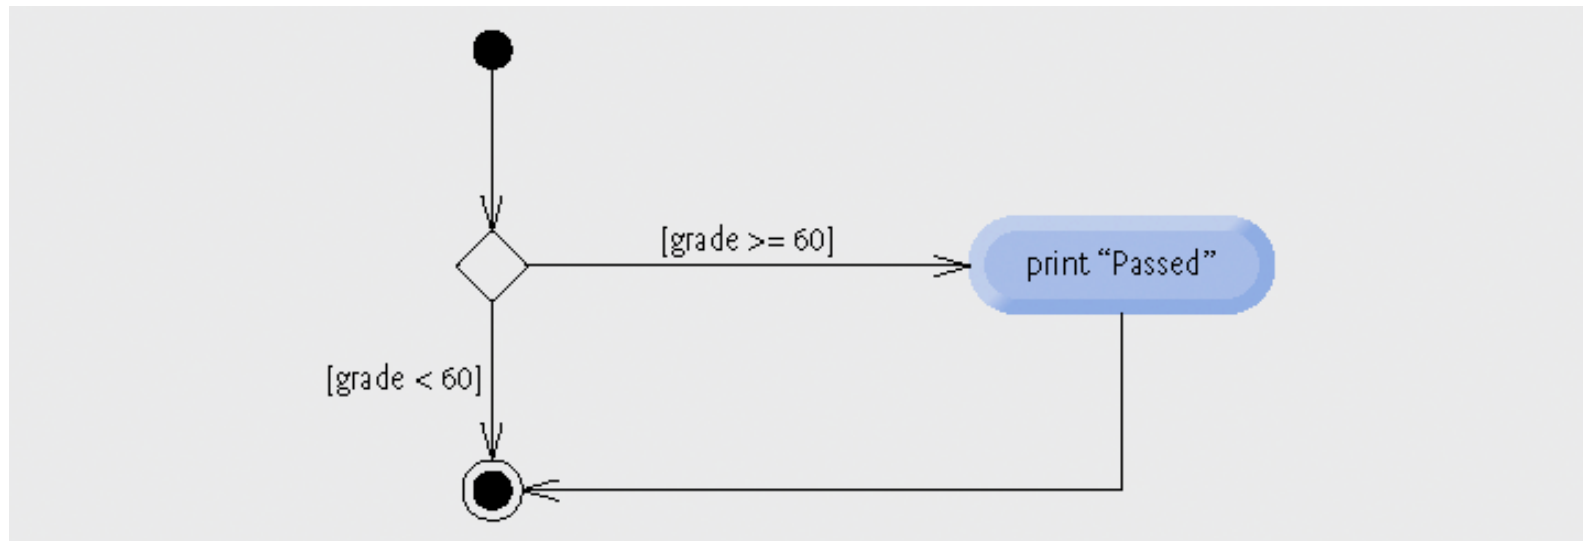 [grade >= 60]
print “Passed”
[grade < 60]